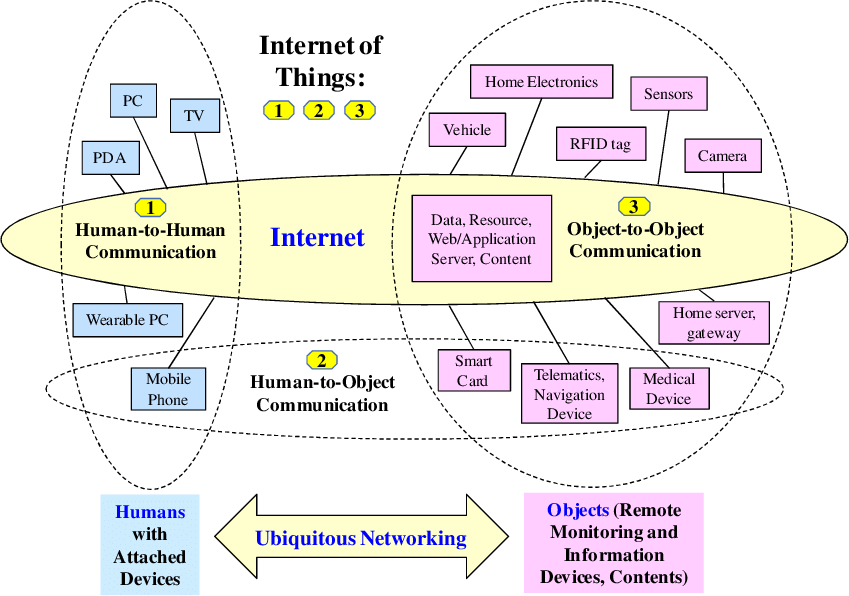 Internet of
Things:
1 2 3
PC
TV
PDA
Home Electronics
Sensors
Vehicle
RFID tag
Camera
1
Human-to-Human
Communication
Internet
Data, Resource,
Web/Application
Server, Content
3
Object-to-Object
Communication
Wearable PC
Mobile
Phone
2
Human-to-Object
Communication
Smart
Card
Telematics,
Navigation
Device
Medical
Device
Home server,
gateway
Humans
with
Attached
Devices
Ubiquitous Networking
Objects (Remote
Monitoring and
Information
Devices, Contents)